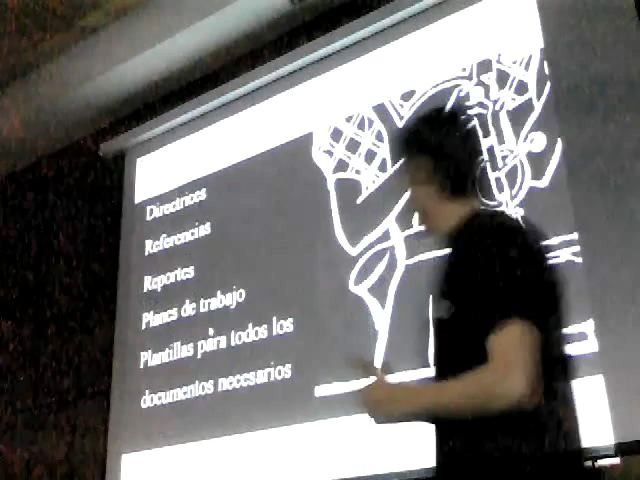 Directrices
Referencias
Reportes
Planes de trabajo
Plantillas para todos los
documentos necesarios